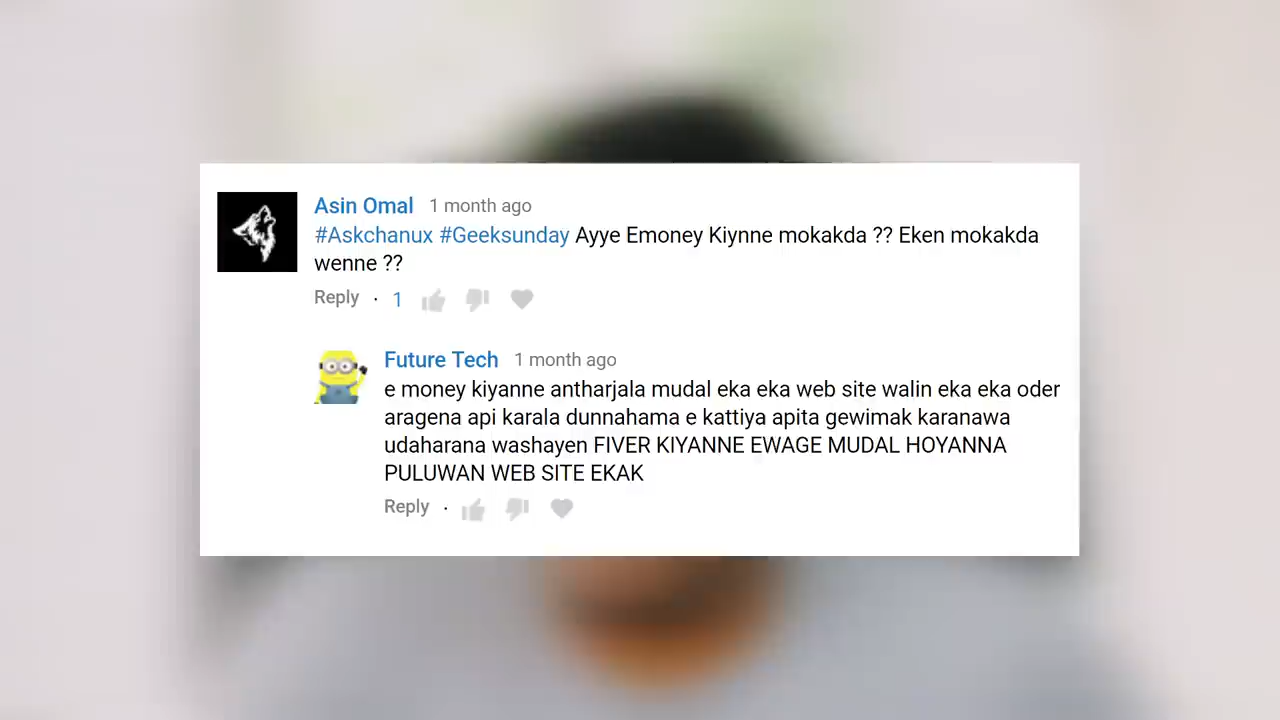 Asin Omal 1 month ago
#Askchanux #Geeksunday Ayye Emoney Kiynne mokakda ?? Eken mokakda
wenne ??
Reply · 1
Future Tech 1 month ago
e money kiyanne antharjala mudal eka eka web site walin eka eka oder
aragena api karala dunnahama e kattiya apita gewimak karanawa
udaharana washayen FIVER KIYANNE EWAGE MUDAL HOYANNA
PULUWAN WEB SITE EKAK
Reply ·